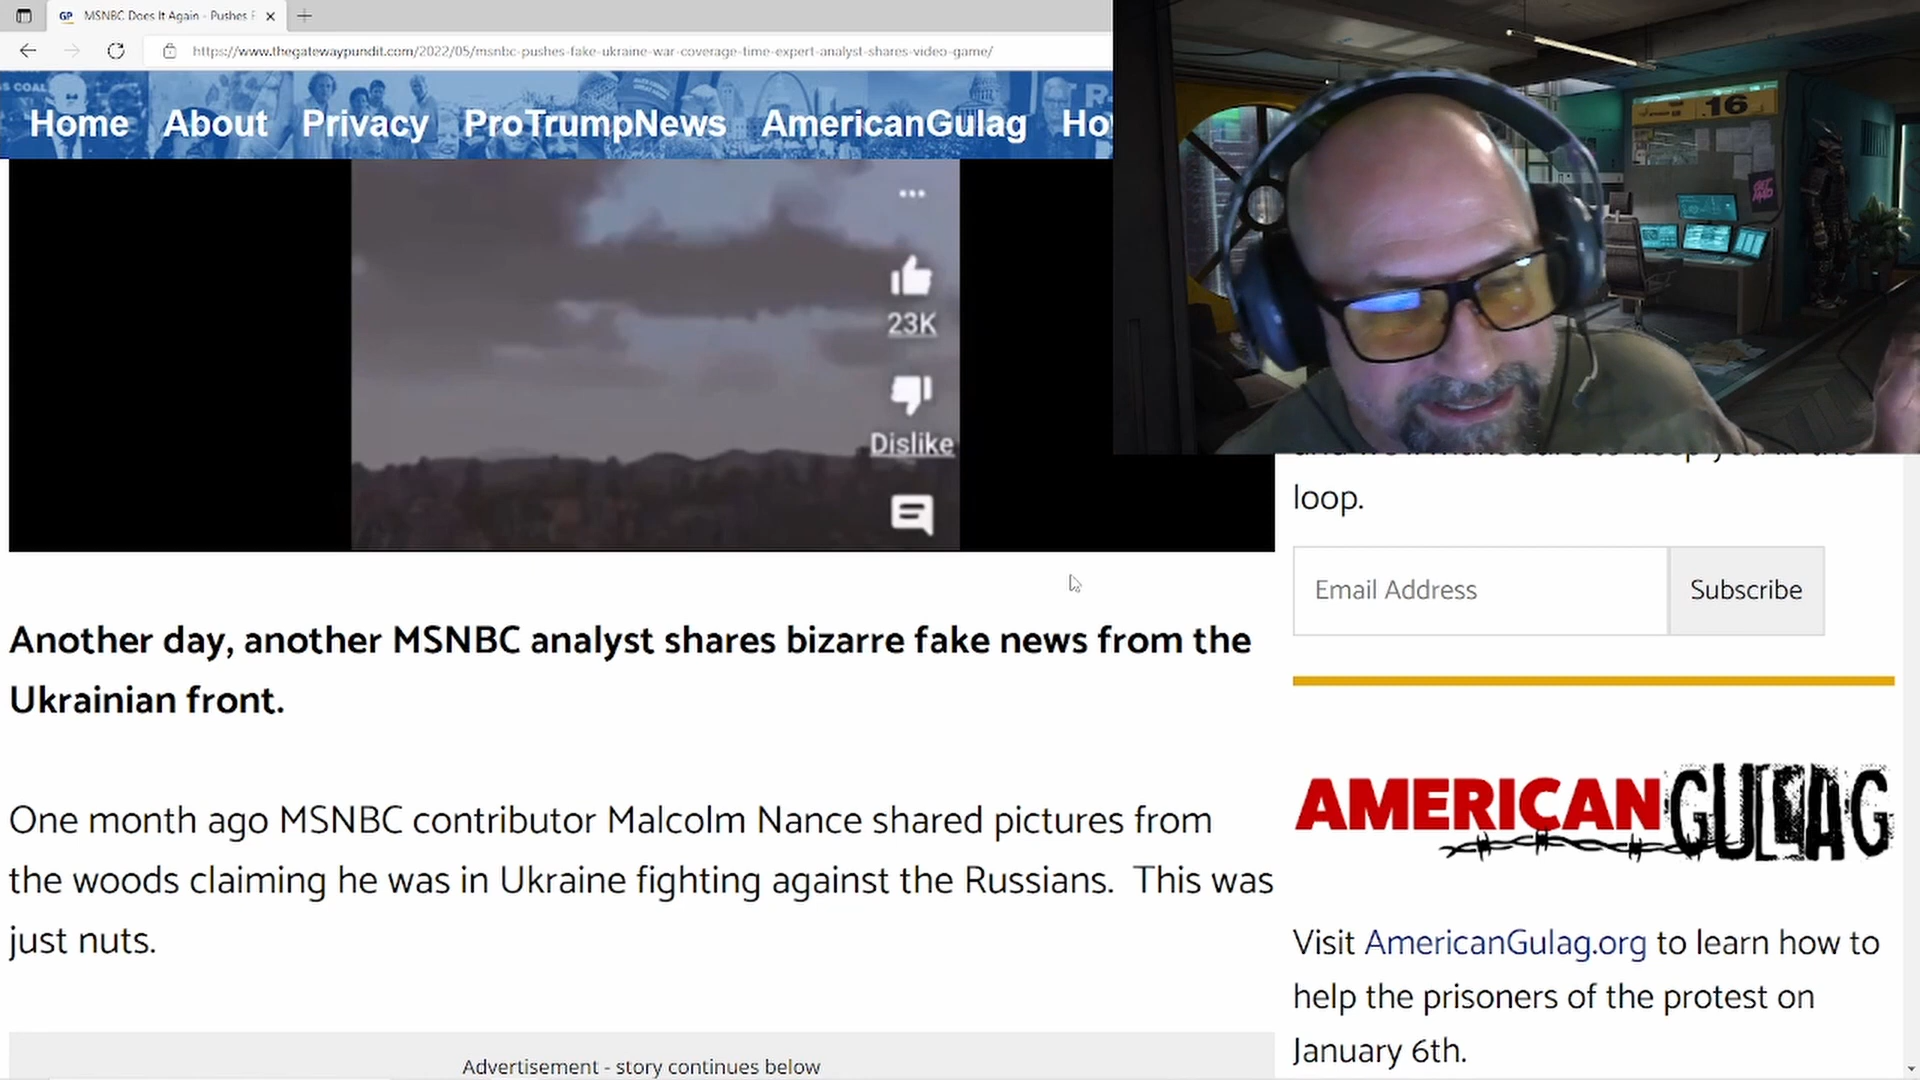 MSNBC Does It Again - Pushes F
https://www.thegatewaypundit.com/2022/05/msnbc-pushes-fake-ukraine-war-coverage-time-expert-analyst-shares-video-game/
Home About Privacy ProTrumpNews AmericanGulag Ho
23K
Dislike
Another day, another MSNBC analyst shares bizarre fake news from the
Ukrainian front.
One month ago MSNBC contributor Malcolm Nance shared pictures from
the woods claiming he was in Ukraine fighting against the Russians. This was
just nuts.
Advertisement - story continues below
16
loop.
Email Address Subscribe
AMERICAN GULAG
Visit AmericanGulag.org to learn how to
help the prisoners of the protest on
January 6th.